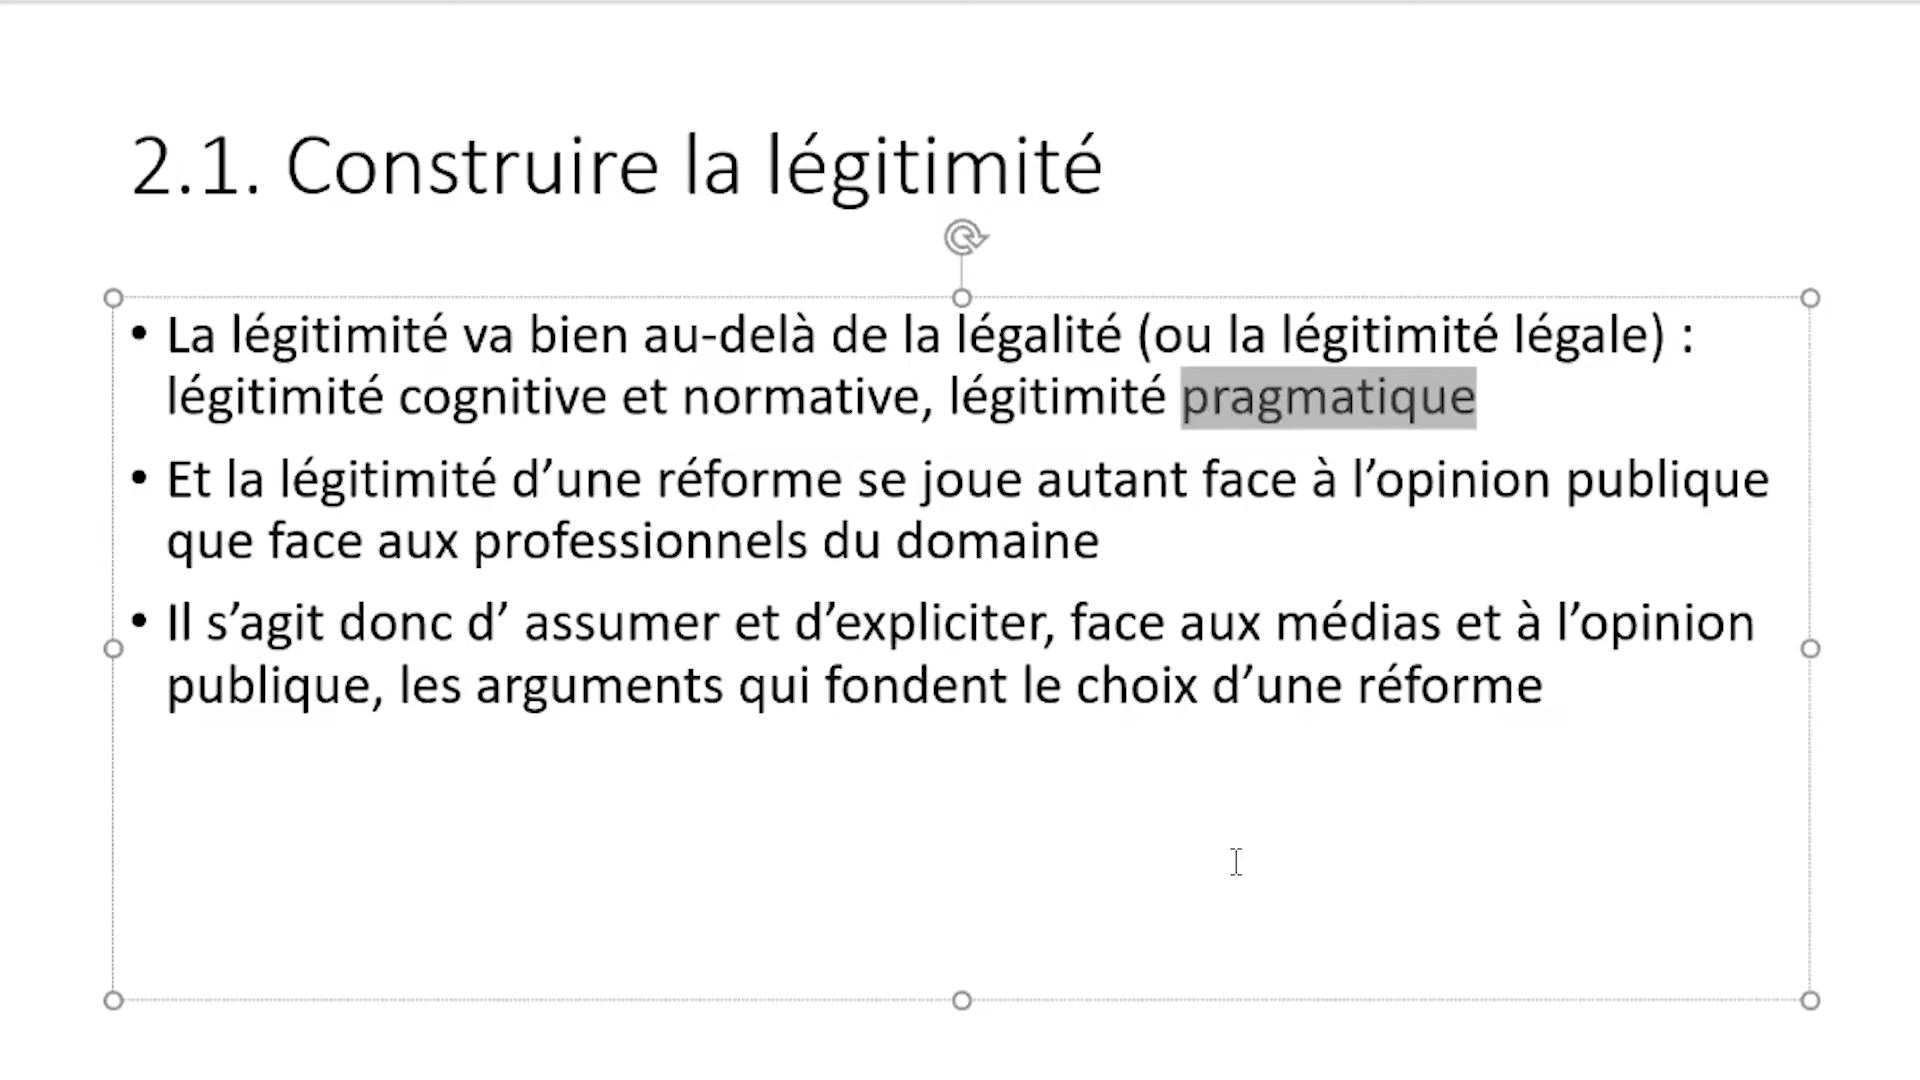 2.1. Construire la légitimité
• La légitimité va bien au-delà de la légalité (ou la légitimité légale) :
légitimité cognitive et normative, légitimité pragmatique
• Et la légitimité d’une réforme se joue autant face à l’opinion publique
que face aux professionnels du domaine
• Il s’agit donc d’ assumer et d’expliciter, face aux médias et à l’opinion
publique, les arguments qui fondent le choix d’une réforme